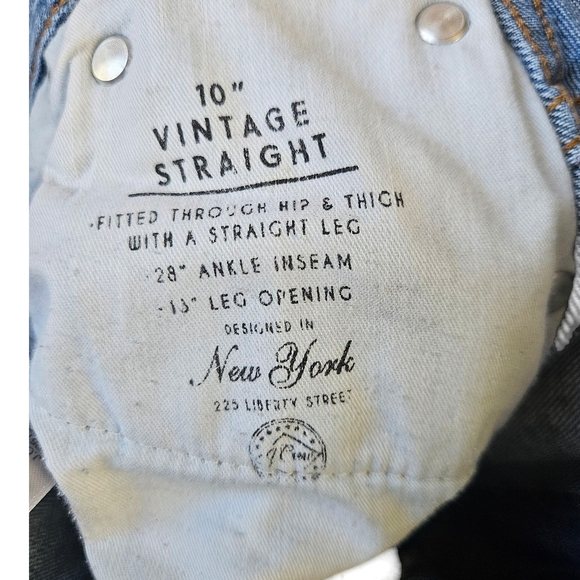 10"
VINTAGE
STRAIGHT
·FITTED THROUGH HIP & THIGH
WITH A STRAIGHT LEG
·28" ANKLE INSEAM
·13" LEG OPENING
DESIGNED IN
New York
225 LIBERTY STREET
J.Crew